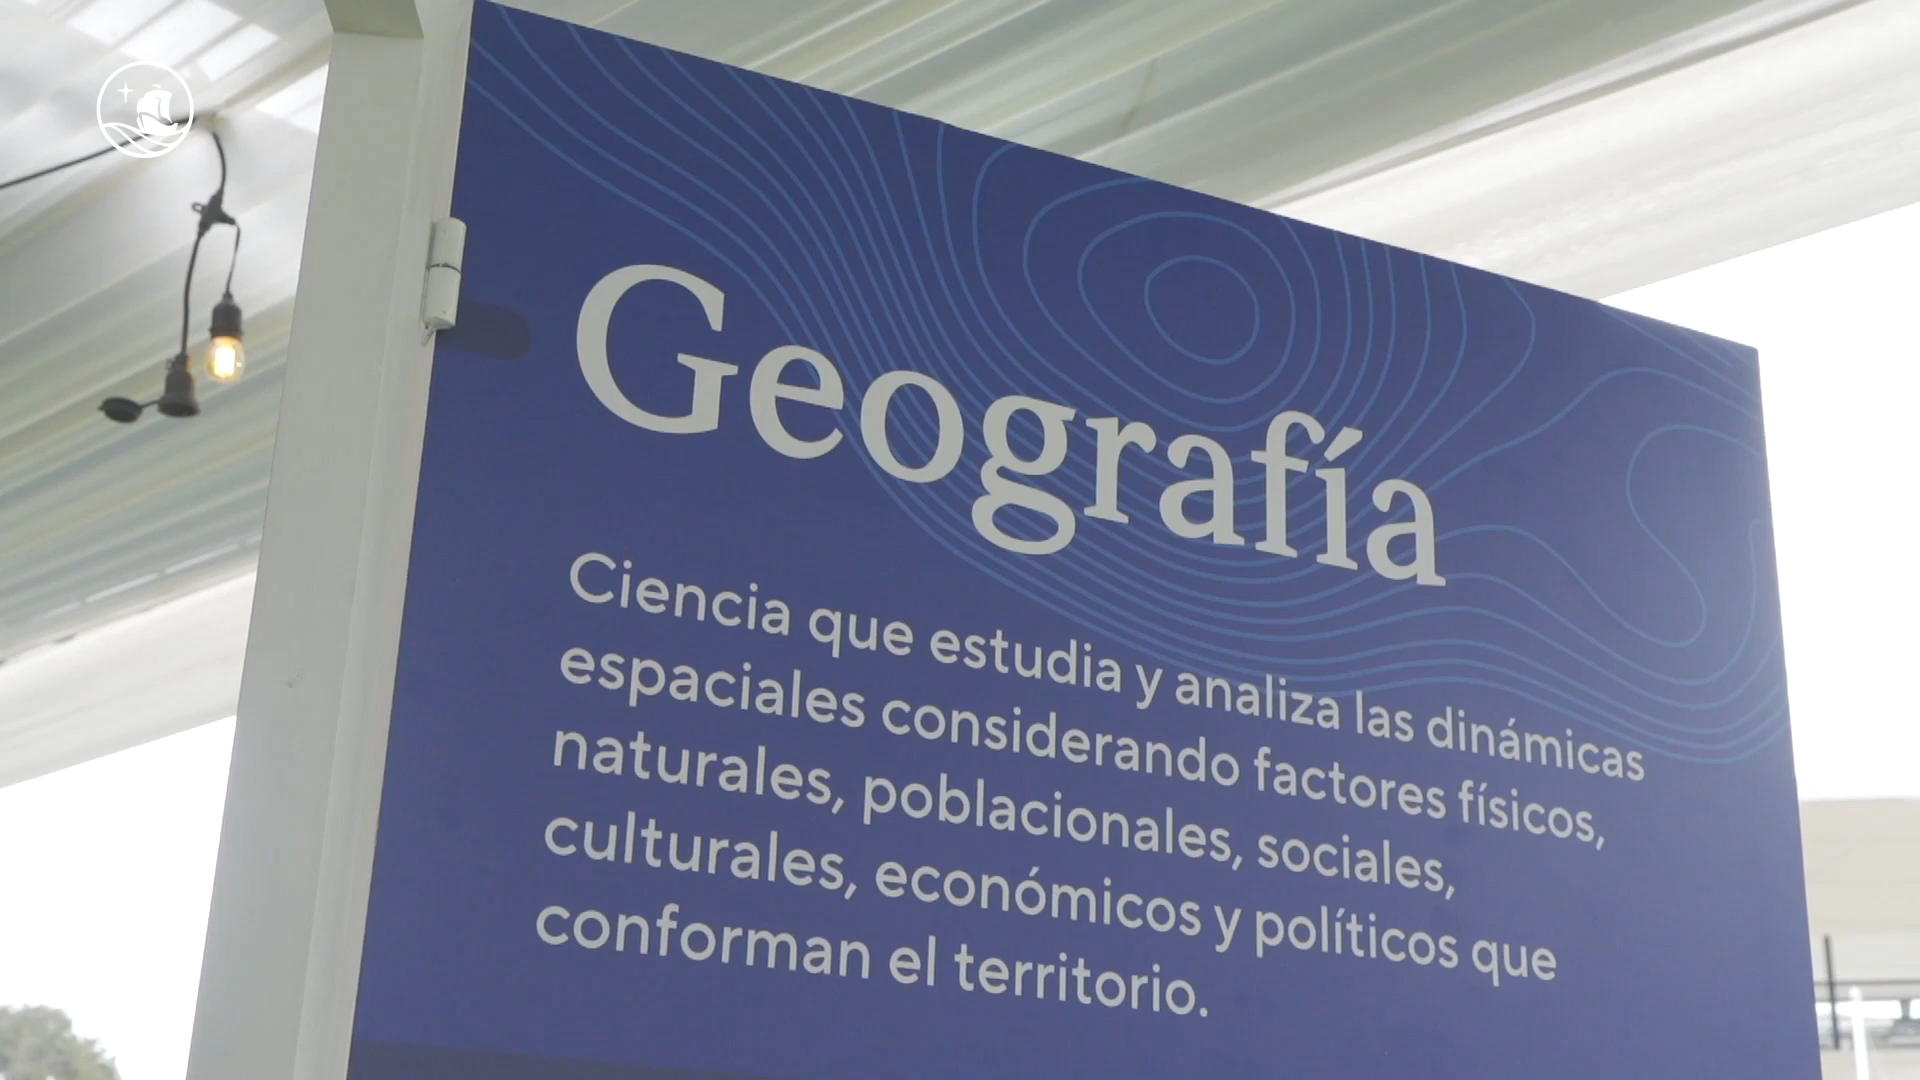 Geografía
Ciencia que estudia y analiza las dinámicas
espaciales considerando factores físicos,
naturales, poblacionales, sociales,
culturales, económicos y políticos que
conforman el territorio.